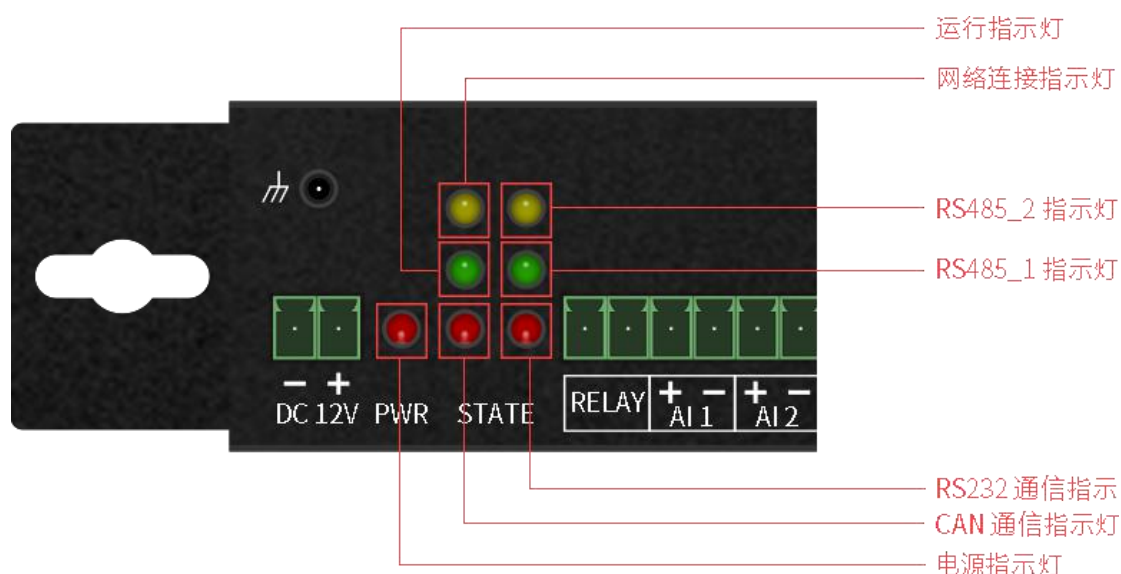 运行指示灯
网络连接指示灯
RS485_2 指示灯
RS485_1 指示灯
− +
DC 12V PWR STATE RELAY + − AI 1 + − AI 2
RS232 通信指示
CAN 通信指示灯
电源指示灯